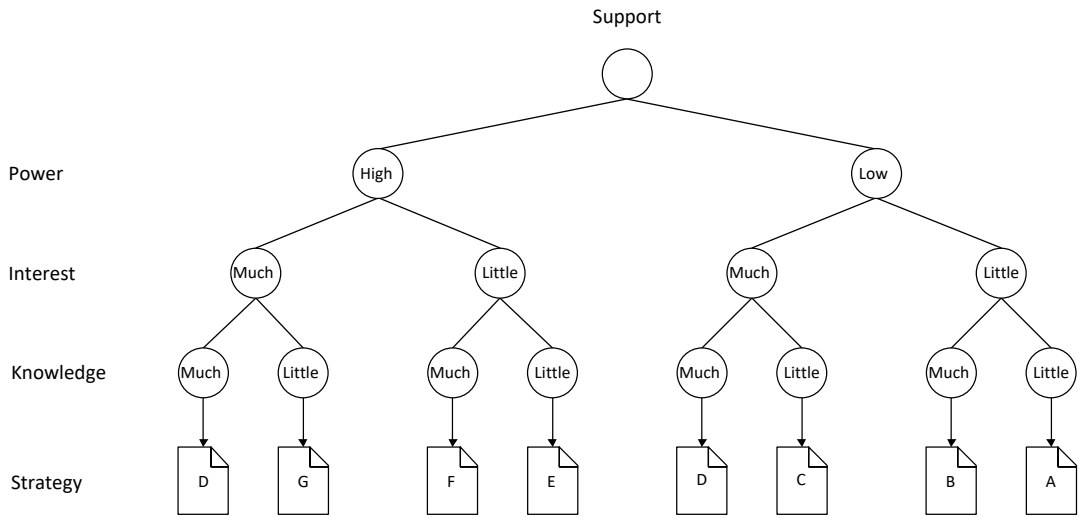 Support
Power
High
Low
Interest
Much
Little
Much
Little
Knowledge
Much
Little
Much
Little
Much
Little
Much
Little
Strategy
D
G
F
E
D
C
B
A